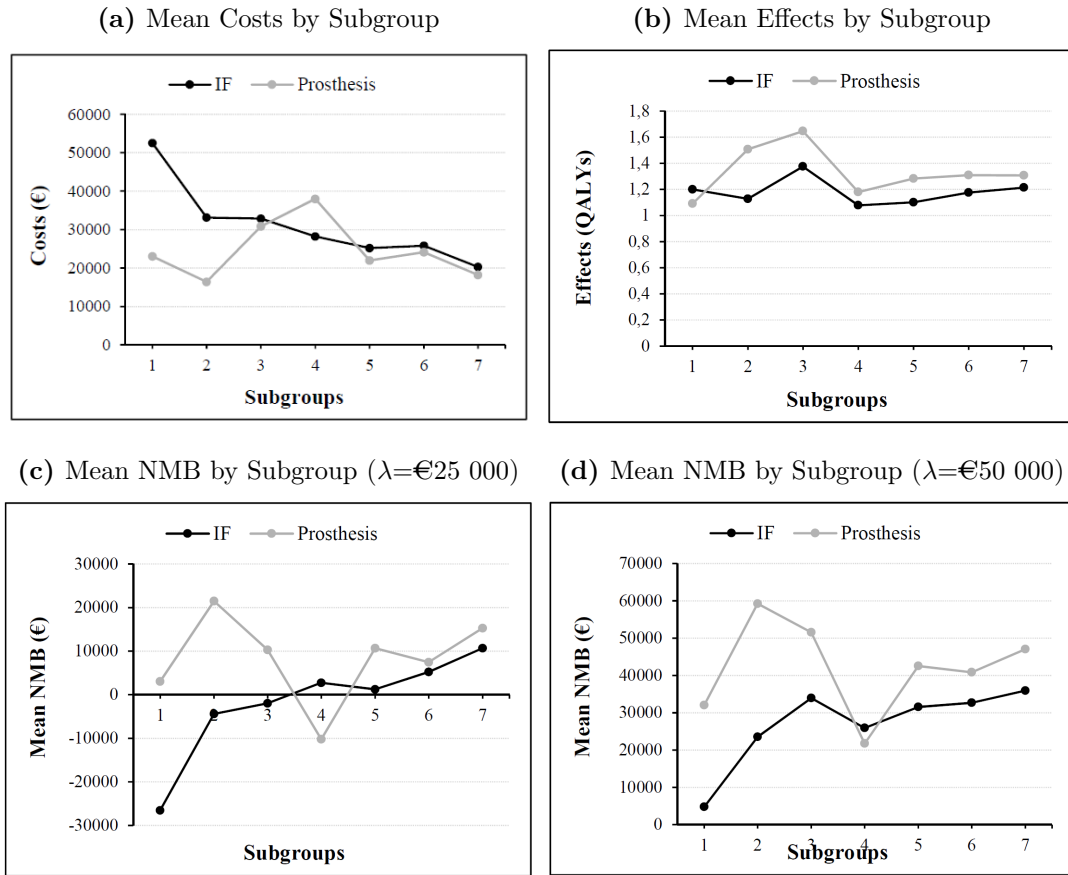 (a) Mean Costs by Subgroup
IF Prosthesis
Costs (€)
60000
50000
40000
30000
20000
10000
0
1 2 3 4 5 6 7
Subgroups
(b) Mean Effects by Subgroup
IF Prosthesis
Effects (QALYs)
1,8
1,6
1,4
1,2
1
0,8
0,6
0,4
0,2
0
1 2 3 4 5 6 7
Subgroups
(c) Mean NMB by Subgroup (λ=€25 000)
IF Prosthesis
Mean NMB (€)
30000
20000
10000
0
-10000
-20000
-30000
1 2 3 4 5 6 7
Subgroups
(d) Mean NMB by Subgroup (λ=€50 000)
IF Prosthesis
Mean NMB (€)
70000
60000
50000
40000
30000
20000
10000
0
1 2 3 4 5 6 7
Subgroups